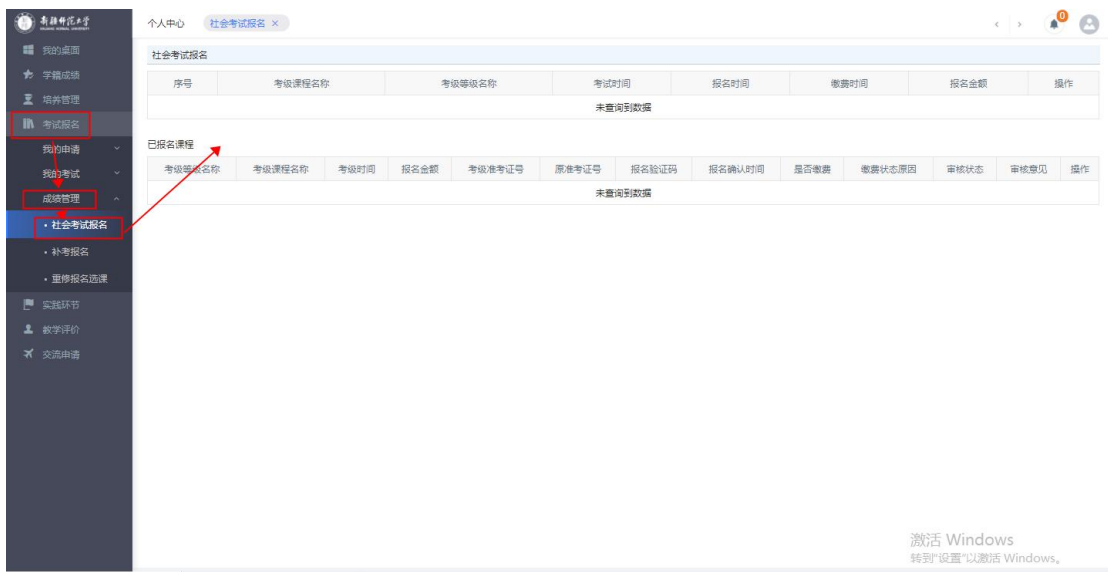 新疆师范大学
个人中心 社会考试报名 ×
0
我的桌面
学籍成绩
培养管理
考试报名
我的申请
我的考试
成绩管理
· 社会考试报名
· 补考报名
· 重修报名选课
实践环节
教学评价
交流申请
社会考试报名
序号 考级课程名称 考级等级名称 考试时间 报名时间 缴费时间 报名金额 操作
未查询到数据
已报名课程
考级等级名称 考级课程名称 考级时间 报名金额 考级准考证号 原准考证号 报名验证码 报名确认时间 是否缴费 缴费状态原因 审核状态 审核意见 操作
未查询到数据
激活 Windows
转到"设置"以激活 Windows。